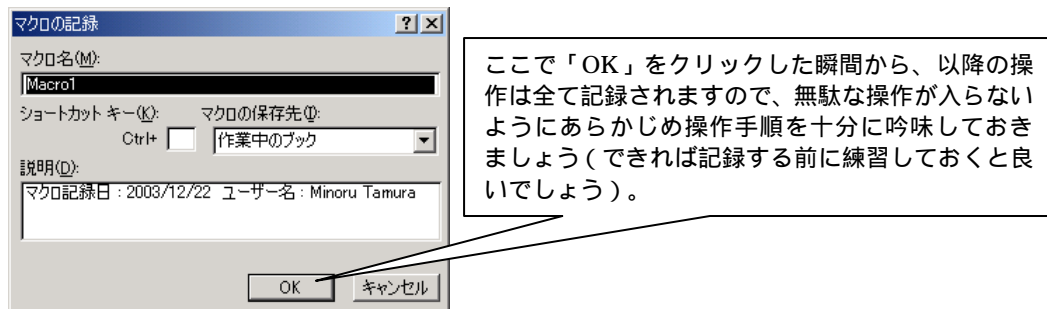 マクロの記録
マクロ名(M):
Macro1
ショートカット キー(K):
マクロの保存先(I):
Ctrl+
作業中のブック
説明(D):
マクロ記録日 : 2003/12/22  ユーザー名 : Minoru Tamura
OK
キャンセル
ここで「OK」をクリックした瞬間から、以降の操
作は全て記録されますので、無駄な操作が入らない
ようにあらかじめ操作手順を十分に吟味しておき
ましょう(できれば記録する前に練習しておくと良
いでしょう)。